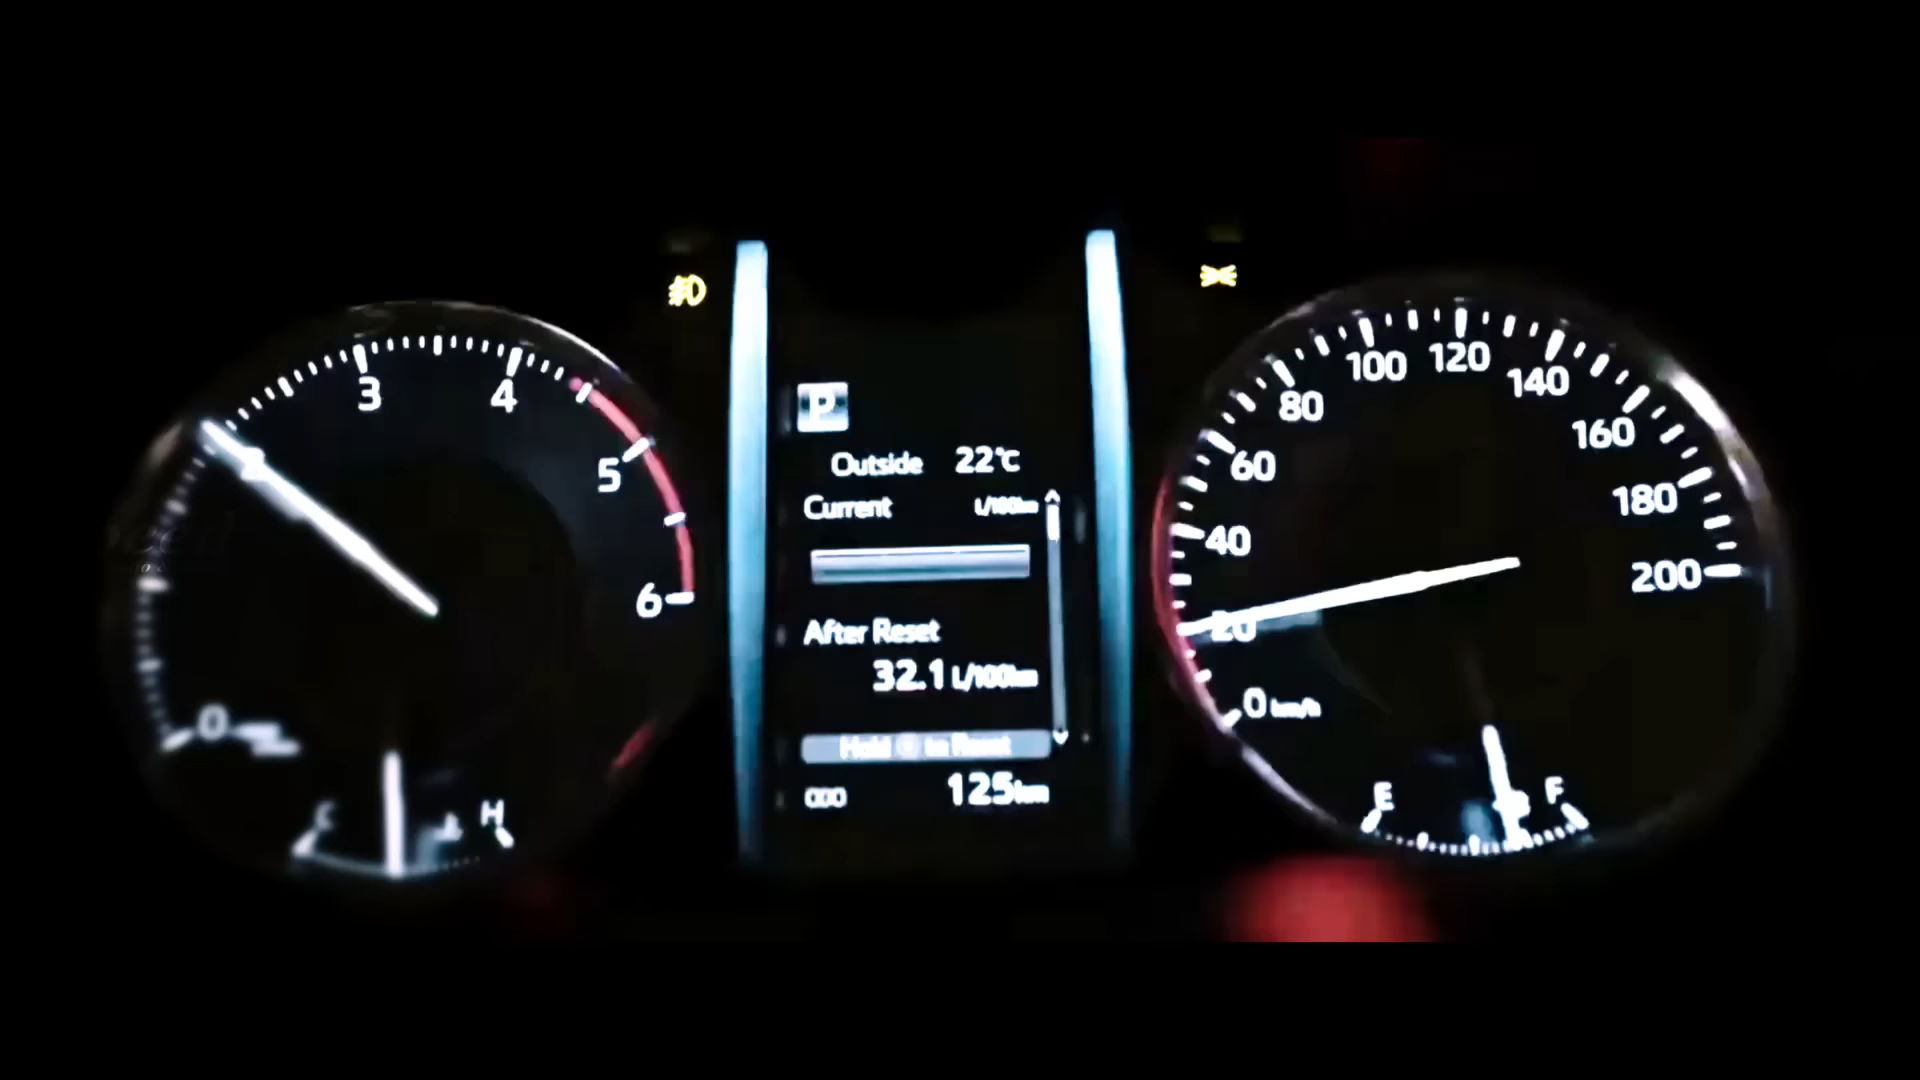 3
4
5
6
0
C
H
P
Outside 22°C
Current L/100km
After Reset
32.1 L/100km
Hold to Reset
ODO 125km
0 km/h
20
40
60
80
100
120
140
160
180
200
E
F